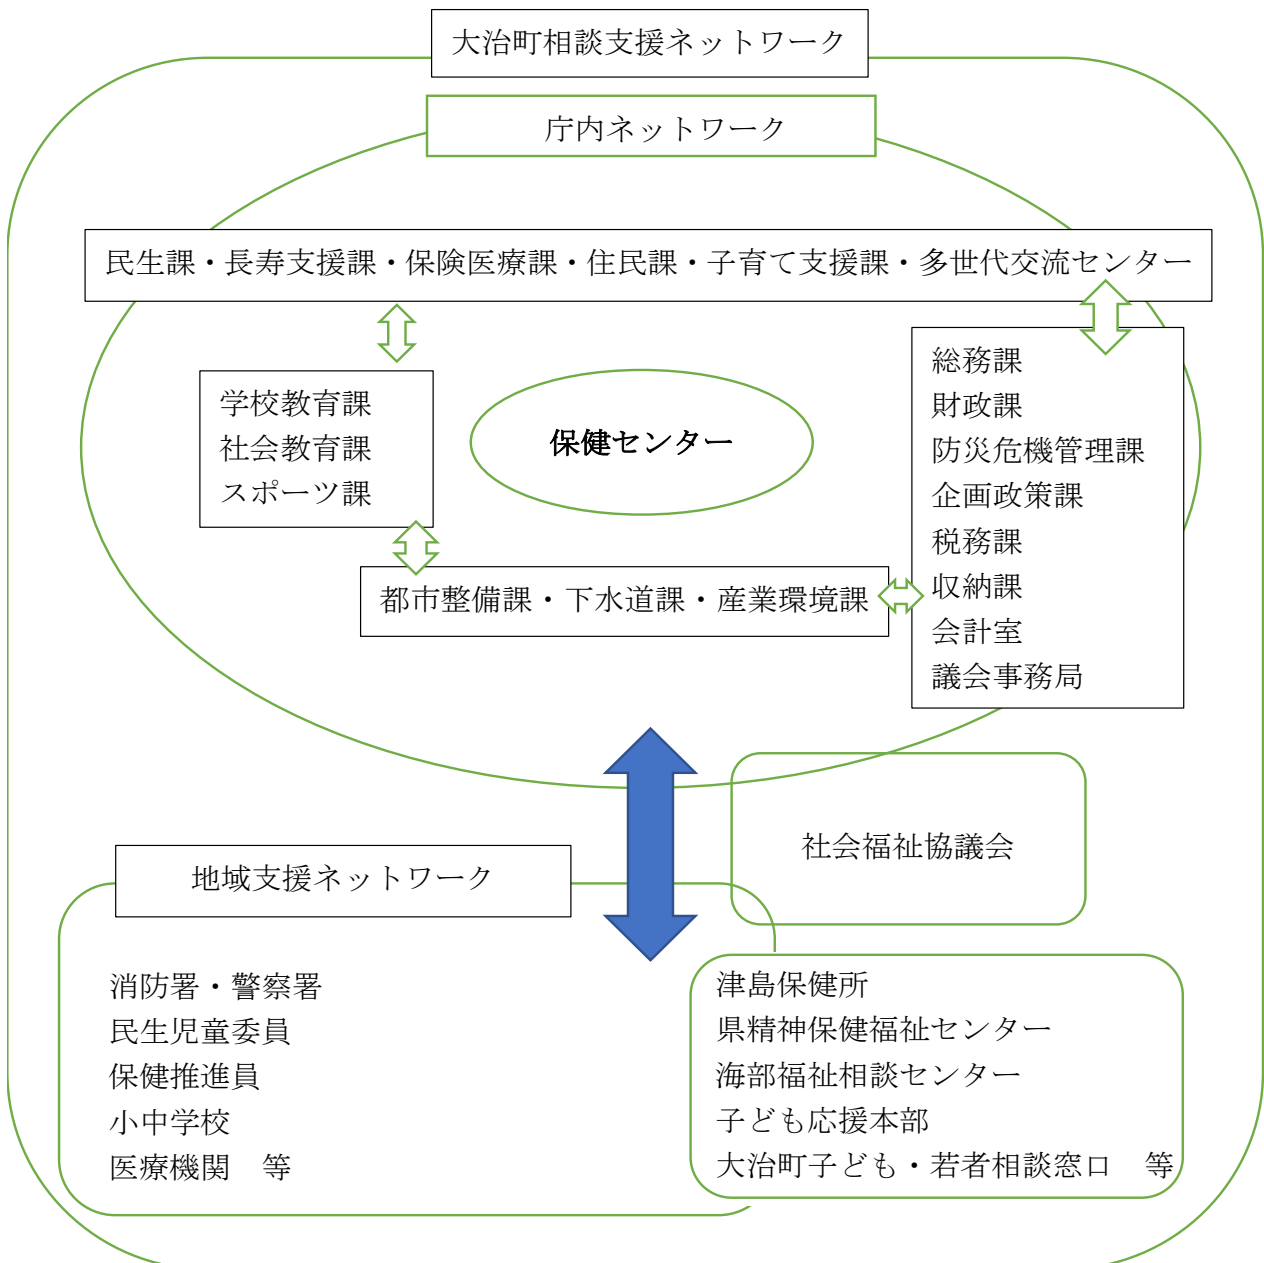 大治町相談支援ネットワーク
庁内ネットワーク
民生課・長寿支援課・保険医療課・住民課・子育て支援課・多世代交流センター
学校教育課
社会教育課
スポーツ課
保健センター
総務課
財政課
防災危機管理課
企画政策課
税務課
収納課
会計室
議会事務局
都市整備課・下水道課・産業環境課
社会福祉協議会
地域支援ネットワーク
消防署・警察署
民生児童委員
保健推進員
小中学校
医療機関　等
津島保健所
県精神保健福祉センター
海部福祉相談センター
子ども応援本部
大治町子ども・若者相談窓口　等